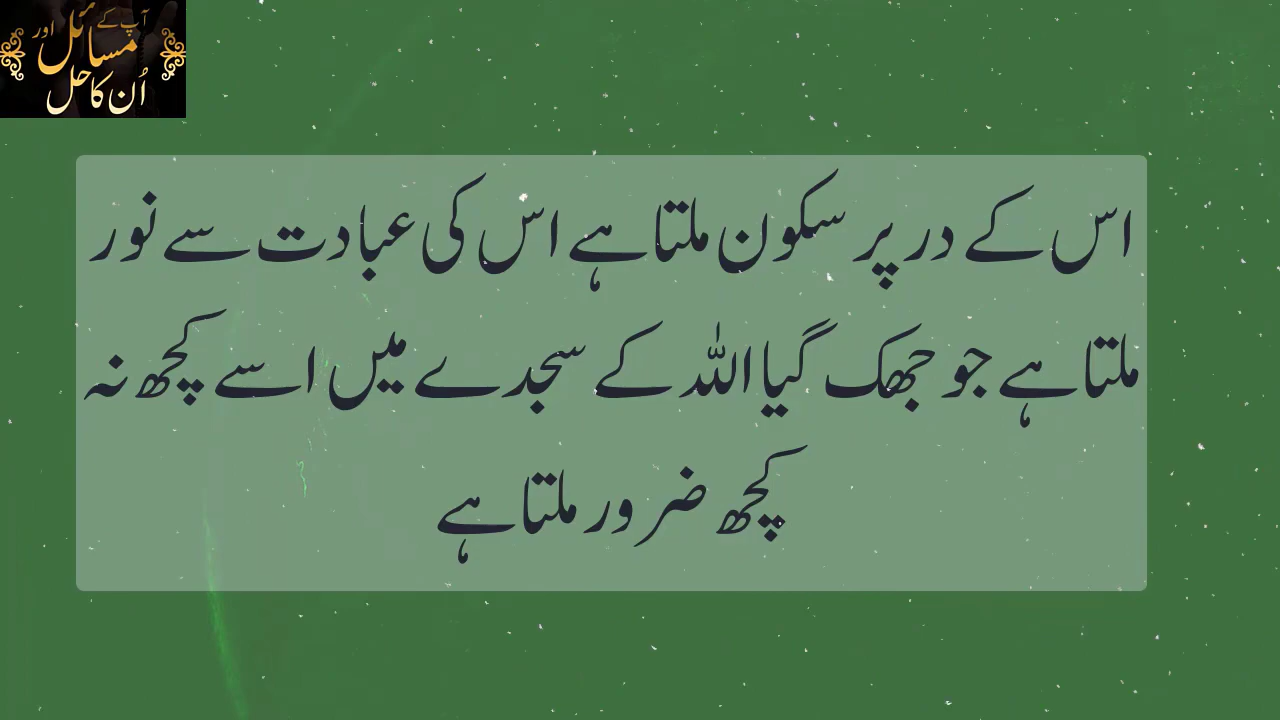 آپ کے مسائل اور
اُن کا حل
اس کے در پر سکون ملتا ہے اس کی عبادت سے نور
ملتا ہے جو جھک گیا اللہ کے سجدے میں اسے کچھ نہ
کچھ ضرور ملتا ہے